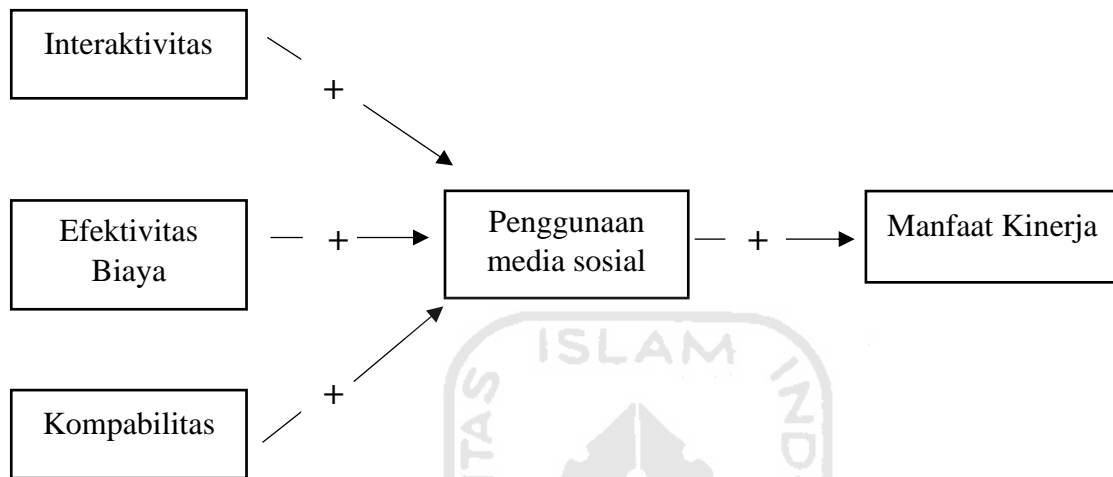 Interaktivitas
+
Efektivitas
Biaya
+
Penggunaan
media sosial
+
Manfaat Kinerja
Kompabilitas
+
ISLAM